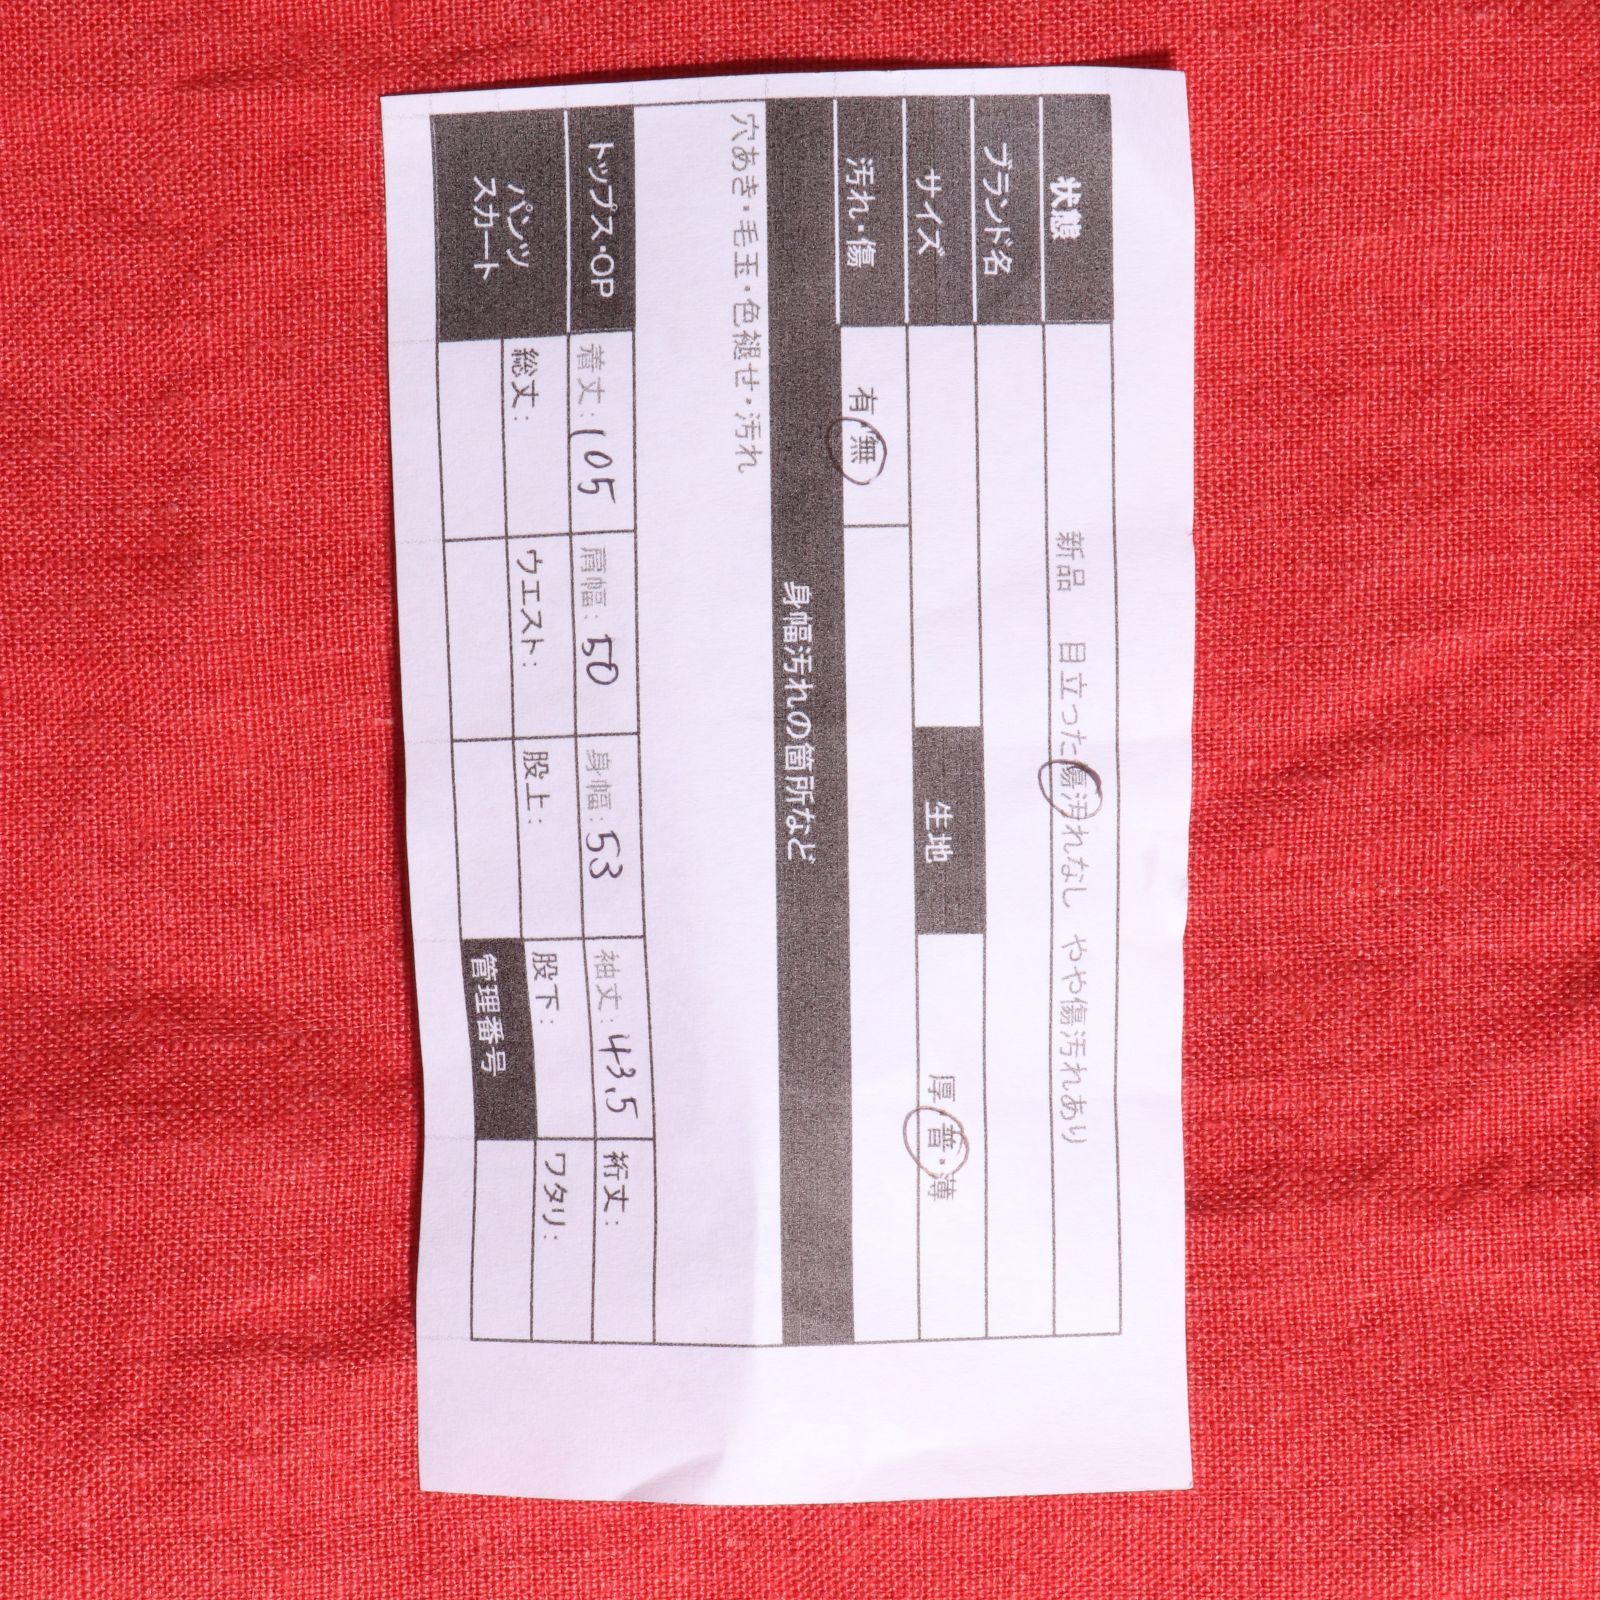 状態 新品 目立った傷汚れなし やや傷汚れあり
ブランド名
サイズ 生地 厚・普・薄
汚れ・傷 有・無
身幅汚れの箇所など
穴あき・毛玉・色褪せ・汚れ
トップス・OP 着丈:105 肩幅:50 身幅:53 袖丈:43.5 裄丈:
パンツ 総丈: ウエスト: 股上: 股下: ワタリ:
スカート 管理番号